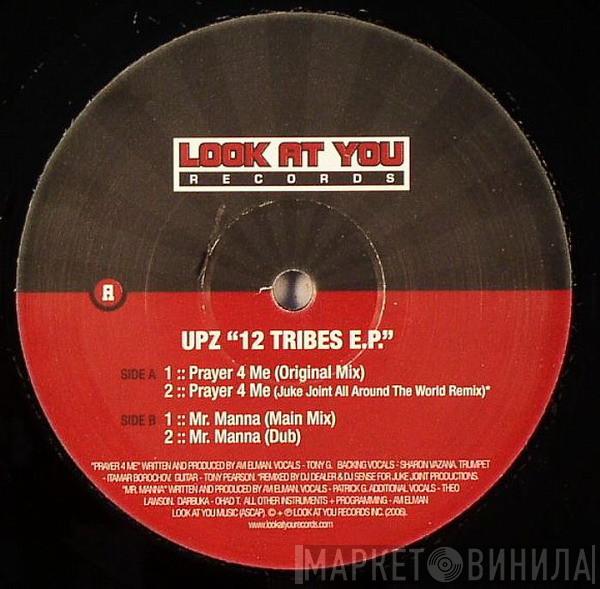 LOOK AT YOU
RECORDS
A
UPZ “12 TRIBES E.P.”
SIDE A 1 :: Prayer 4 Me (Original Mix)
2 :: Prayer 4 Me (Juke Joint All Around The World Remix)*
SIDE B 1 :: Mr. Manna (Main Mix)
2 :: Mr. Manna (Dub)
"PRAYER 4 ME" WRITTEN AND PRODUCED BY AVI ELMAN. VOCALS - TONY G. BACKING VOCALS - SHARON VAZANA. TRUMPET
- ITAMAR BOROCHOV. GUITAR - TONY PEARSON. *REMIXED BY DJ DEALER & DJ SENSE FOR JUKE JOINT PRODUCTIONS.
"MR. MANNA" WRITTEN AND PRODUCED BY AVI ELMAN. VOCALS - PATRICK G. ADDITIONAL VOCALS - THEO
LAWSON. DARBUKA - OHAD T. ALL OTHER INSTRUMENTS + PROGRAMMING - AVI ELMAN
LOOK AT YOU MUSIC (ASCAP). © + ℗ LOOK AT YOU RECORDS INC. (2006).
www.lookatyourecords.com
МАРКЕТ ВИНИЛА